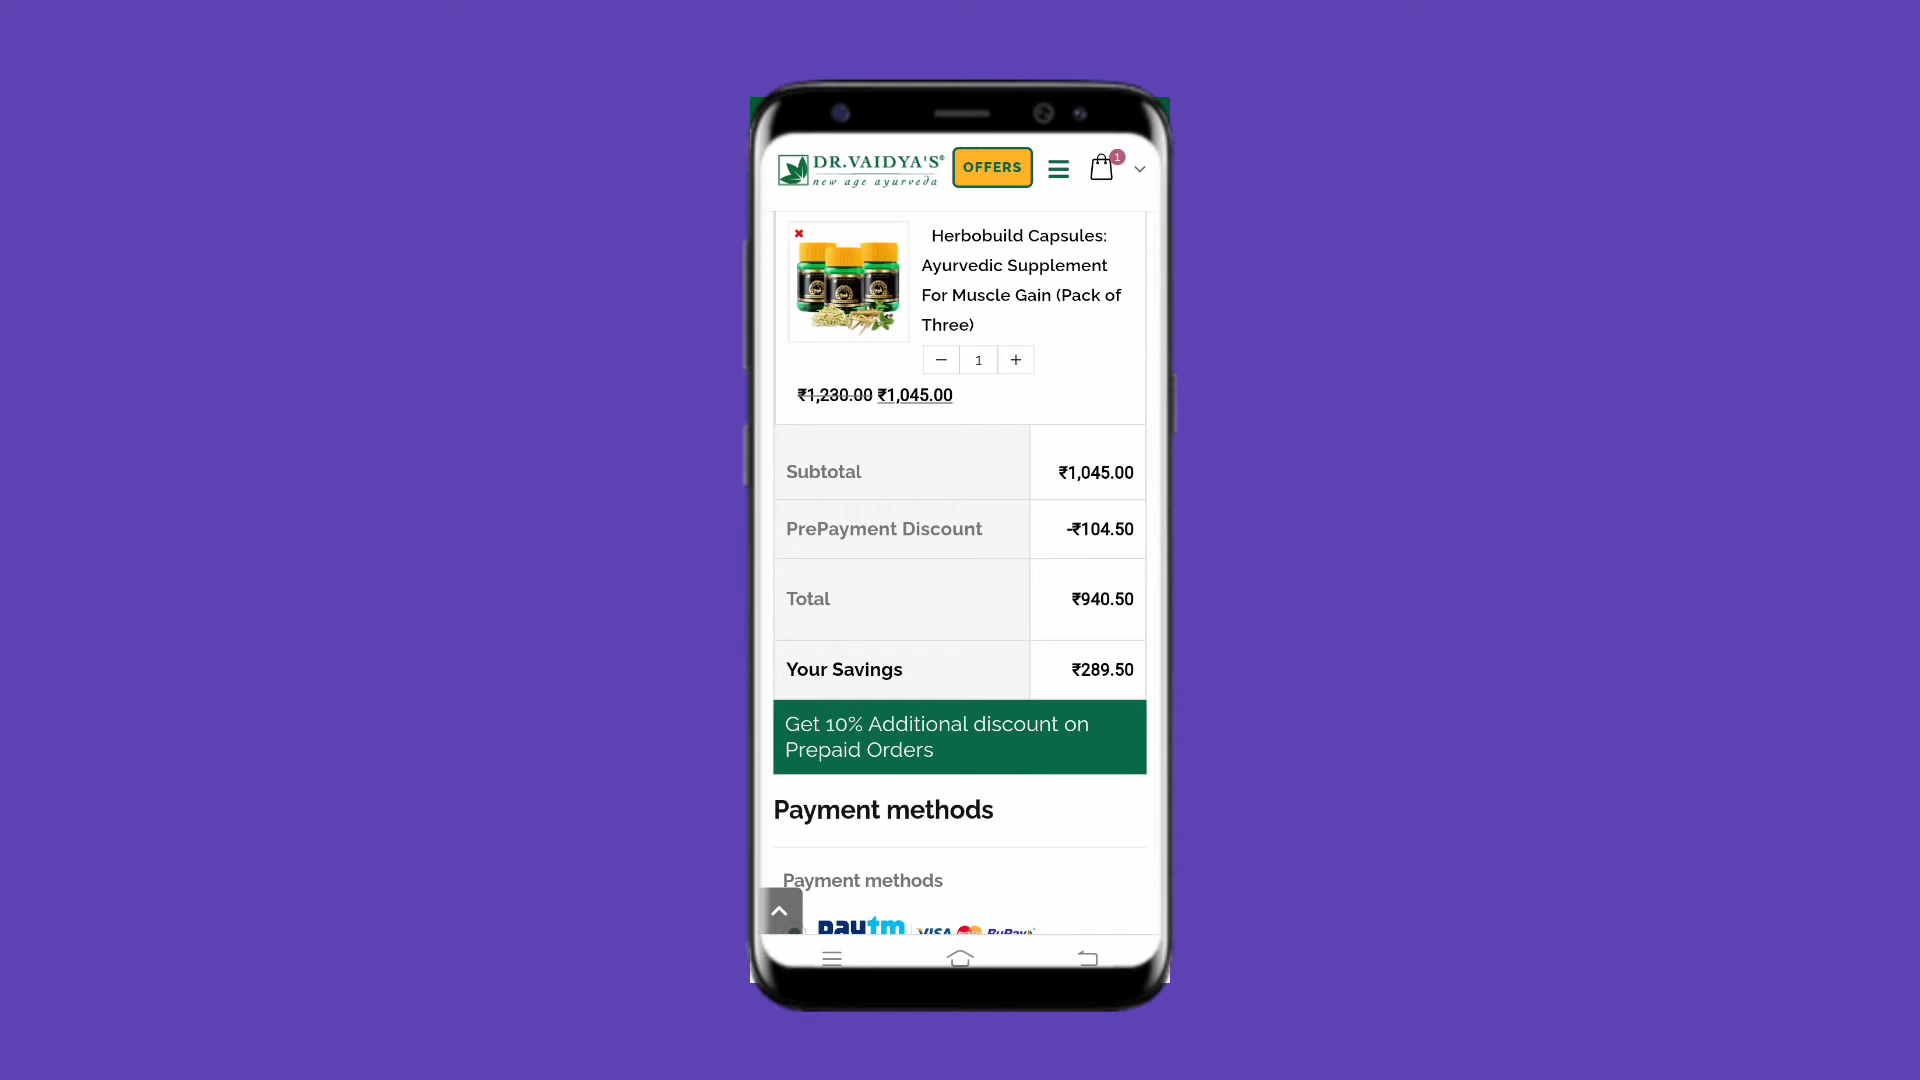 DR.VAIDYA'S®
new age ayurveda
OFFERS
1
Herbobuild Capsules:
Ayurvedic Supplement
For Muscle Gain (Pack of
Three)
− 1 +
₹1,230.00 ₹1,045.00
Subtotal ₹1,045.00
PrePayment Discount -₹104.50
Total ₹940.50
Your Savings ₹289.50
Get 10% Additional discount on
Prepaid Orders
Payment methods
Payment methods
paytm VISA RuPay